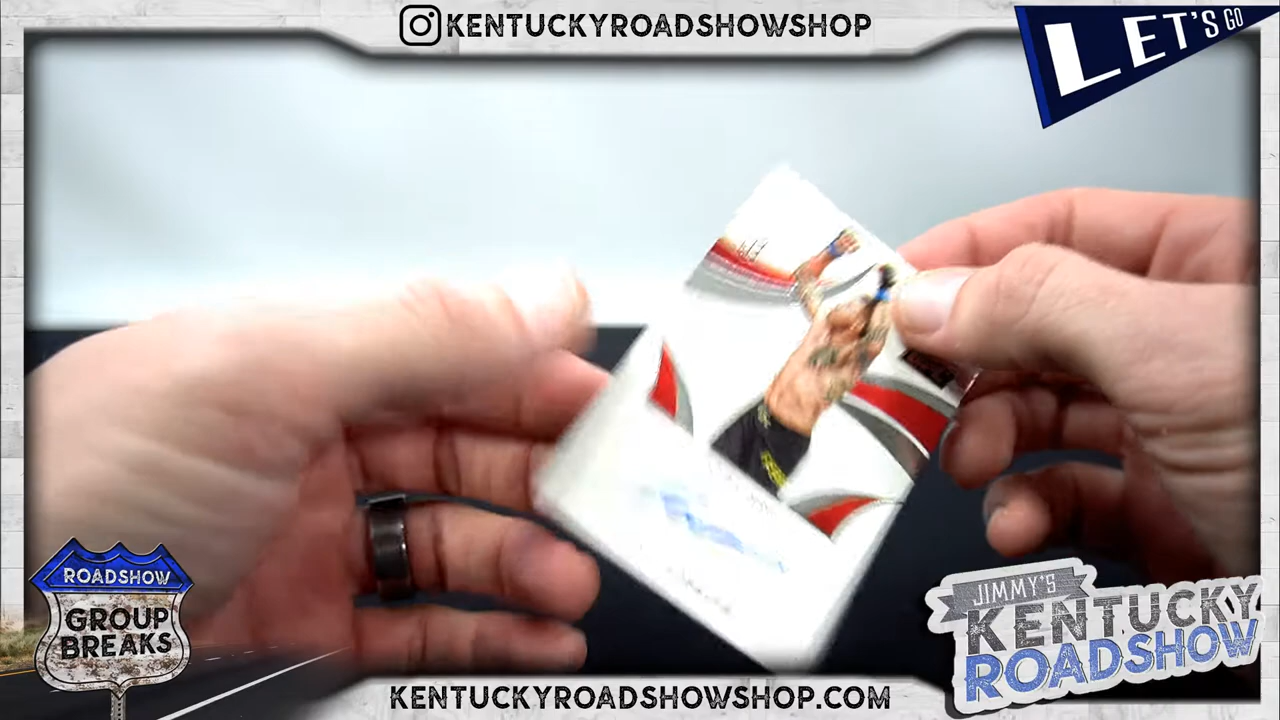 KENTUCKYROADSHOWSHOP
LET'S GO
ROADSHOW
GROUP
BREAKS
JIMMY'S
KENTUCKY
ROADSHOW
KENTUCKYROADSHOWSHOP.COM